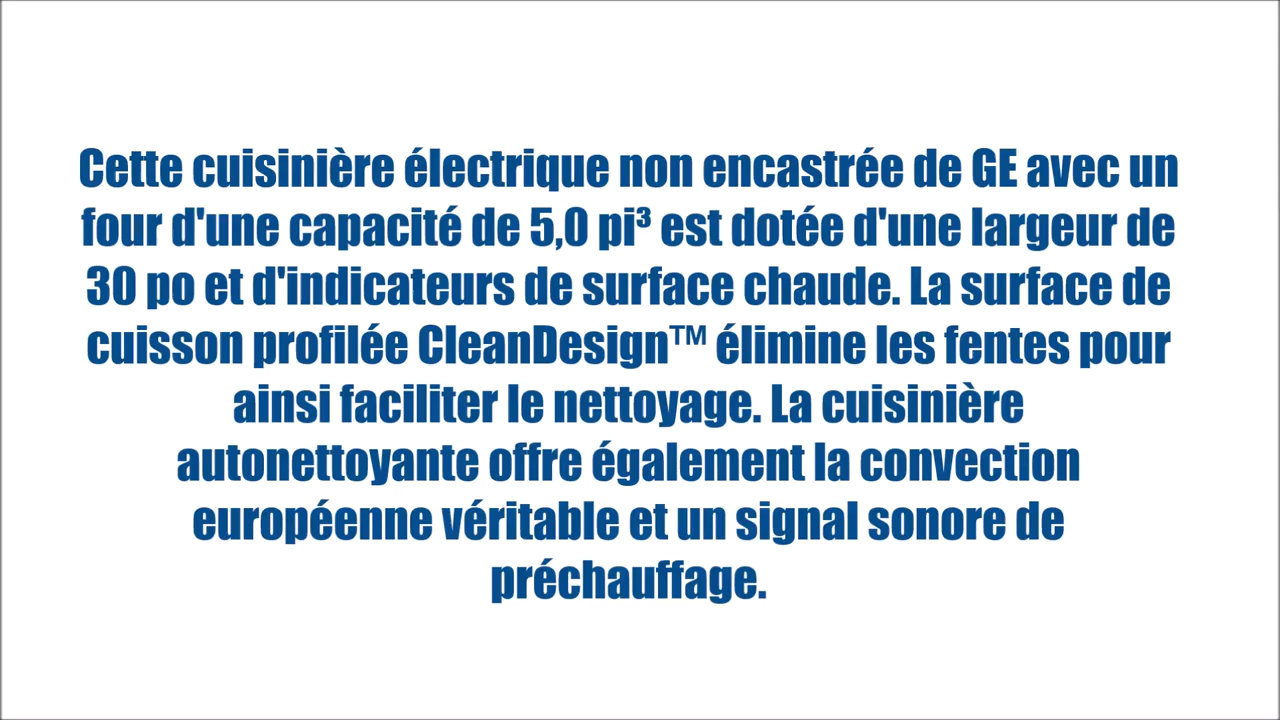 Cette cuisinière électrique non encastrée de GE avec un
four d'une capacité de 5,0 pi³ est dotée d'une largeur de
30 po et d'indicateurs de surface chaude. La surface de
cuisson profilée CleanDesign™ élimine les fentes pour
ainsi faciliter le nettoyage. La cuisinière
autonettoyante offre également la convection
européenne véritable et un signal sonore de
préchauffage.